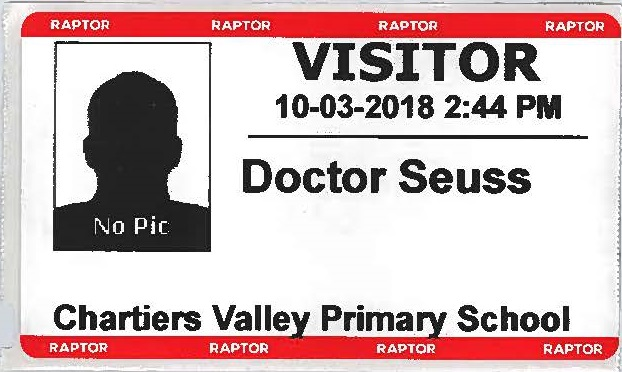 RAPTOR RAPTOR RAPTOR RAPTOR
VISITOR
10-03-2018 2:44 PM
Doctor Seuss
No Pic
Chartiers Valley Primary School
RAPTOR RAPTOR RAPTOR RAPTOR